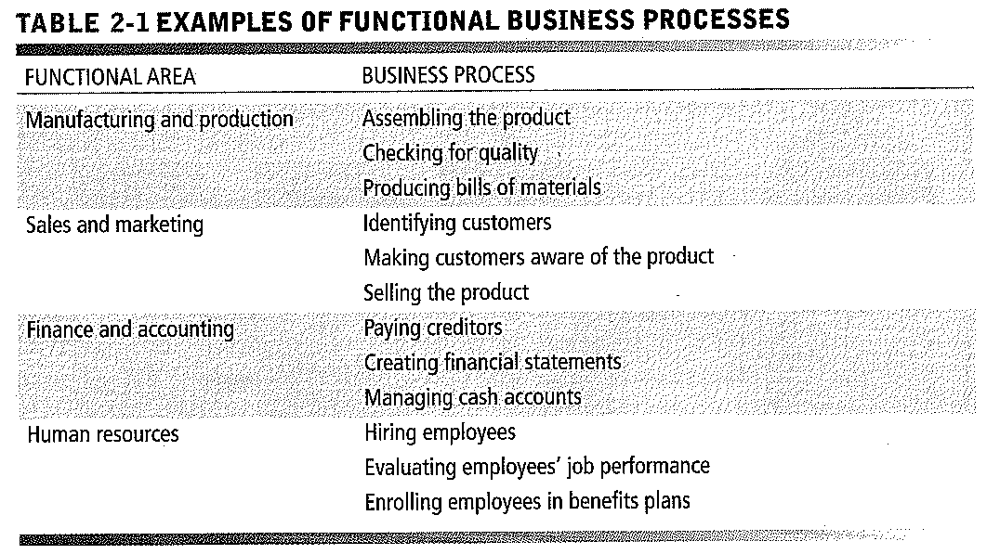 TABLE 2-1 EXAMPLES OF FUNCTIONAL BUSINESS PROCESSES
FUNCTIONAL AREA BUSINESS PROCESS
Manufacturing and production Assembling the product
Checking for quality
Producing bills of materials
Sales and marketing Identifying customers
Making customers aware of the product
Selling the product
Finance and accounting Paying creditors
Creating financial statements
Managing cash accounts
Human resources Hiring employees
Evaluating employees’ job performance
Enrolling employees in benefits plans